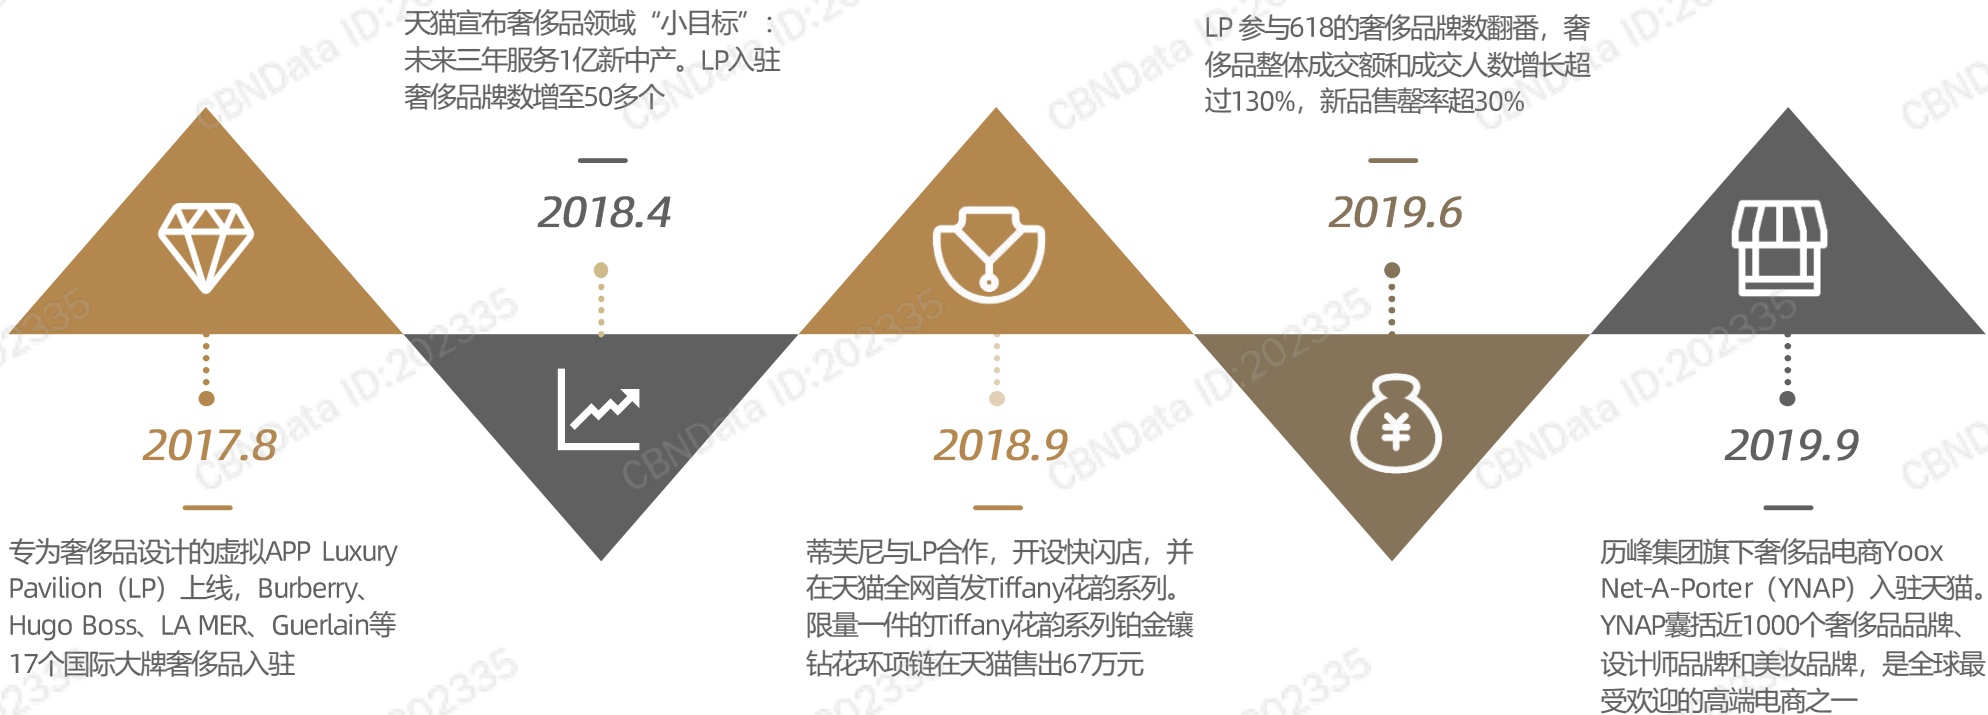 天猫宣布奢侈品领域“小目标”：
未来三年服务1亿新中产。LP入驻
奢侈品牌数增至50多个
LP 参与618的奢侈品牌数翻番，奢
侈品整体成交额和成交人数增长超
过130%，新品售罄率超30%
2018.4
2019.6
2017.8
2018.9
2019.9
专为奢侈品设计的虚拟APP Luxury
Pavilion（LP）上线，Burberry、
Hugo Boss、LA MER、Guerlain等
17个国际大牌奢侈品入驻
蒂芙尼与LP合作，开设快闪店，并
在天猫全网首发Tiffany花韵系列。
限量一件的Tiffany花韵系列铂金镶
钻花环项链在天猫售出67万元
历峰集团旗下奢侈品电商Yoox
Net-A-Porter（YNAP）入驻天猫。
YNAP囊括近1000个奢侈品品牌、
设计师品牌和美妆品牌，是全球最
受欢迎的高端电商之一
CBNData ID:202335